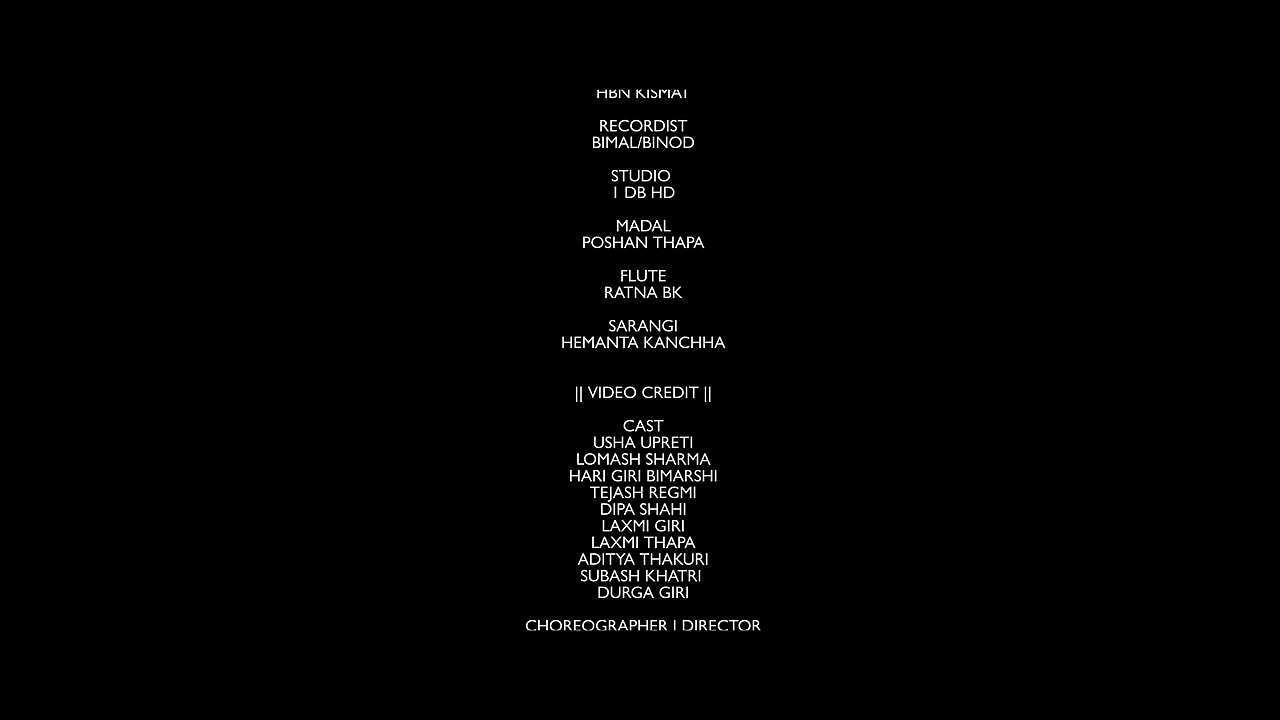 HBN KISMAT
RECORDIST
BIMAL/BINOD
STUDIO
1 DB HD
MADAL
POSHAN THAPA
FLUTE
RATNA BK
SARANGI
HEMANTA KANCHHA
|| VIDEO CREDIT ||
CAST
USHA UPRETI
LOMASH SHARMA
HARI GIRI BIMARSHI
TEJASH REGMI
DIPA SHAHI
LAXMI GIRI
LAXMI THAPA
ADITYA THAKURI
SUBASH KHATRI
DURGA GIRI
CHOREOGRAPHER | DIRECTOR